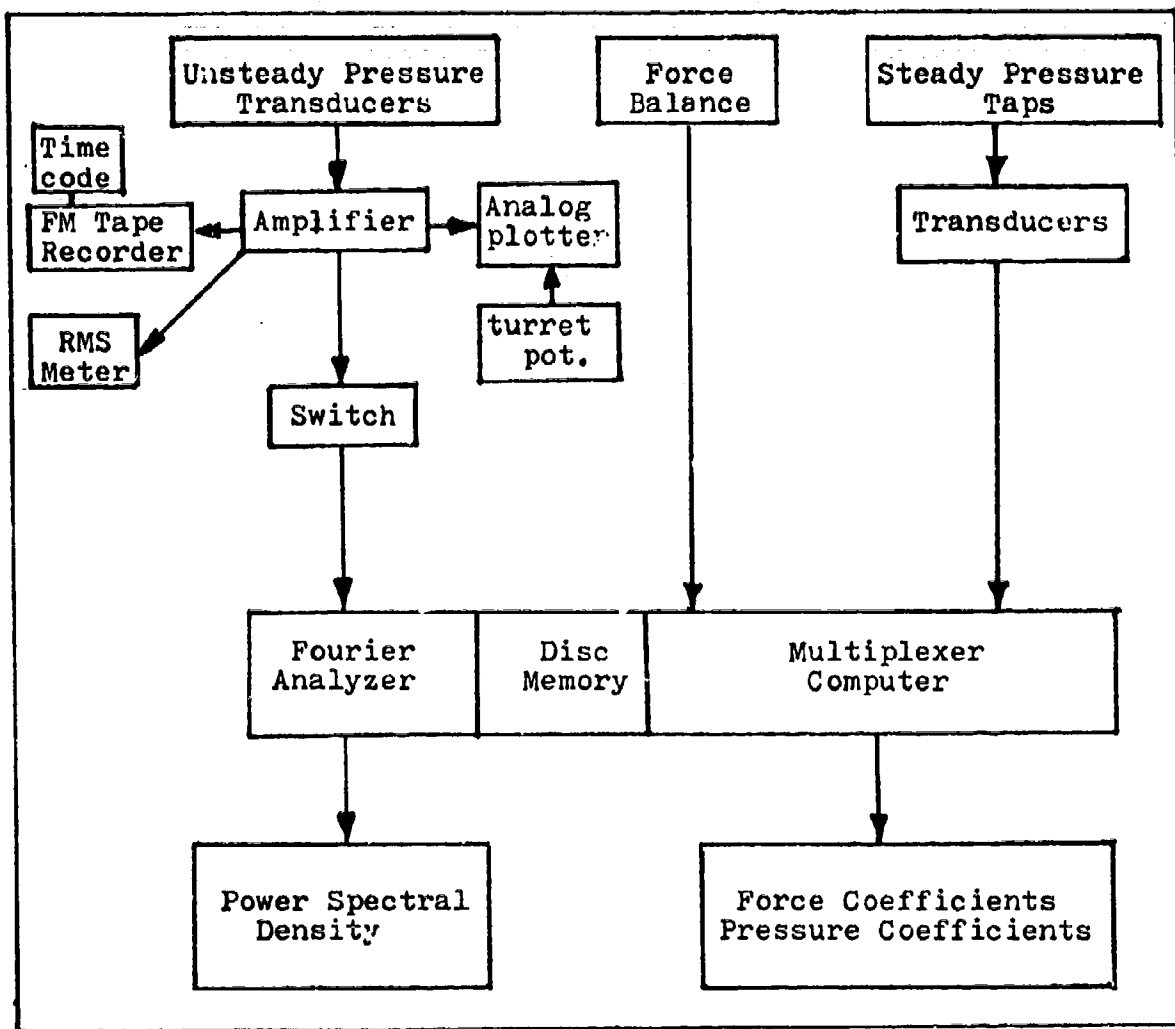 Unsteady Pressure
Transducers
Force
Balance
Steady Pressure
Taps
Time
code
FM Tape
Recorder
Amplifier
Analog
plotter
Transducers
RMS
Meter
turret
pot.
Switch
Fourier
Analyzer
Disc
Memory
Multiplexer
Computer
Power Spectral
Density
Force Coefficients
Pressure Coefficients